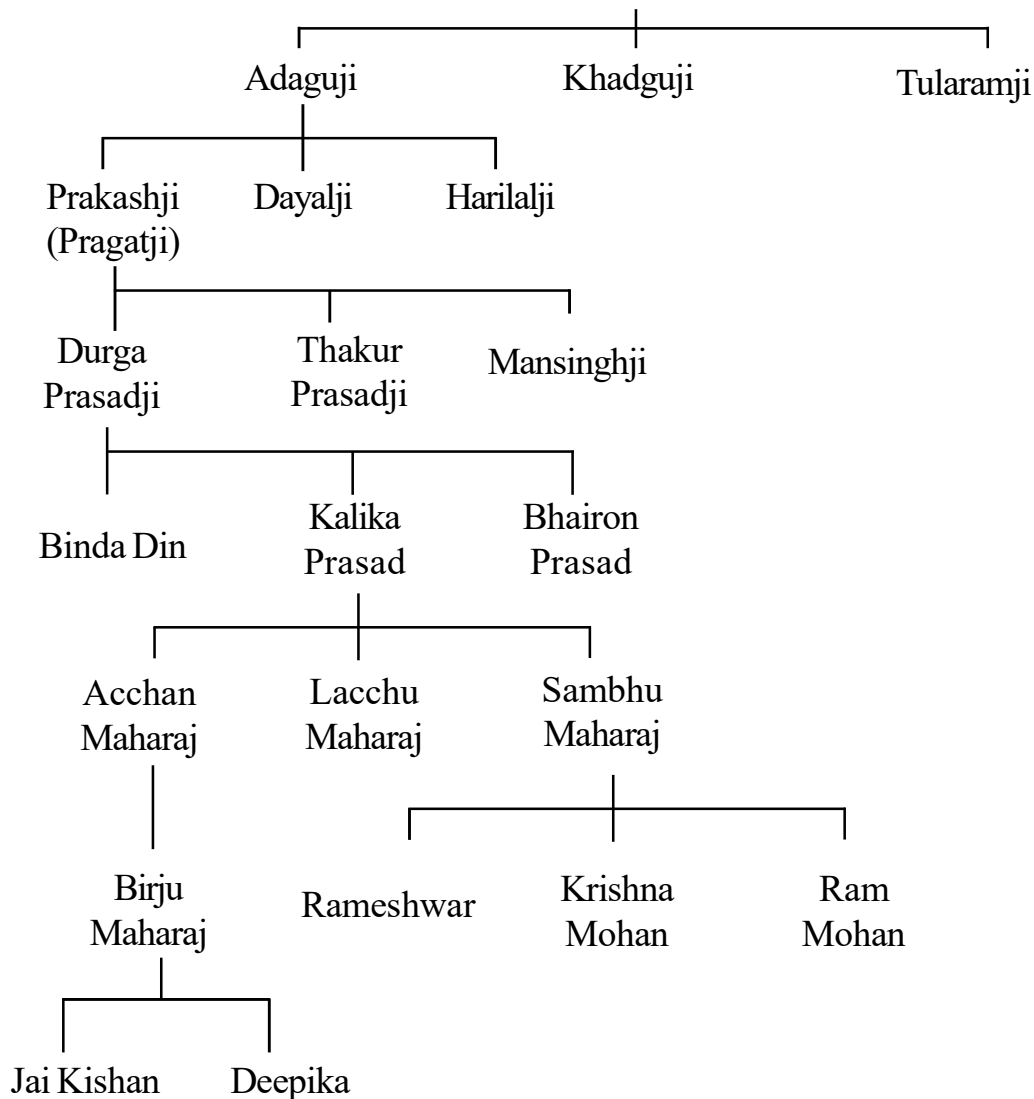 Adaguji Khadguji Tularamji
Prakashji Dayalji Harilalji
(Pragatji)
Durga Thakur Mansinghji
Prasadji Prasadji
Binda Din Kalika Bhairon
Prasad Prasad
Acchan Lacchu Sambhu
Maharaj Maharaj Maharaj
Birju Rameshwar Krishna Ram
Maharaj Mohan Mohan
Jai Kishan Deepika